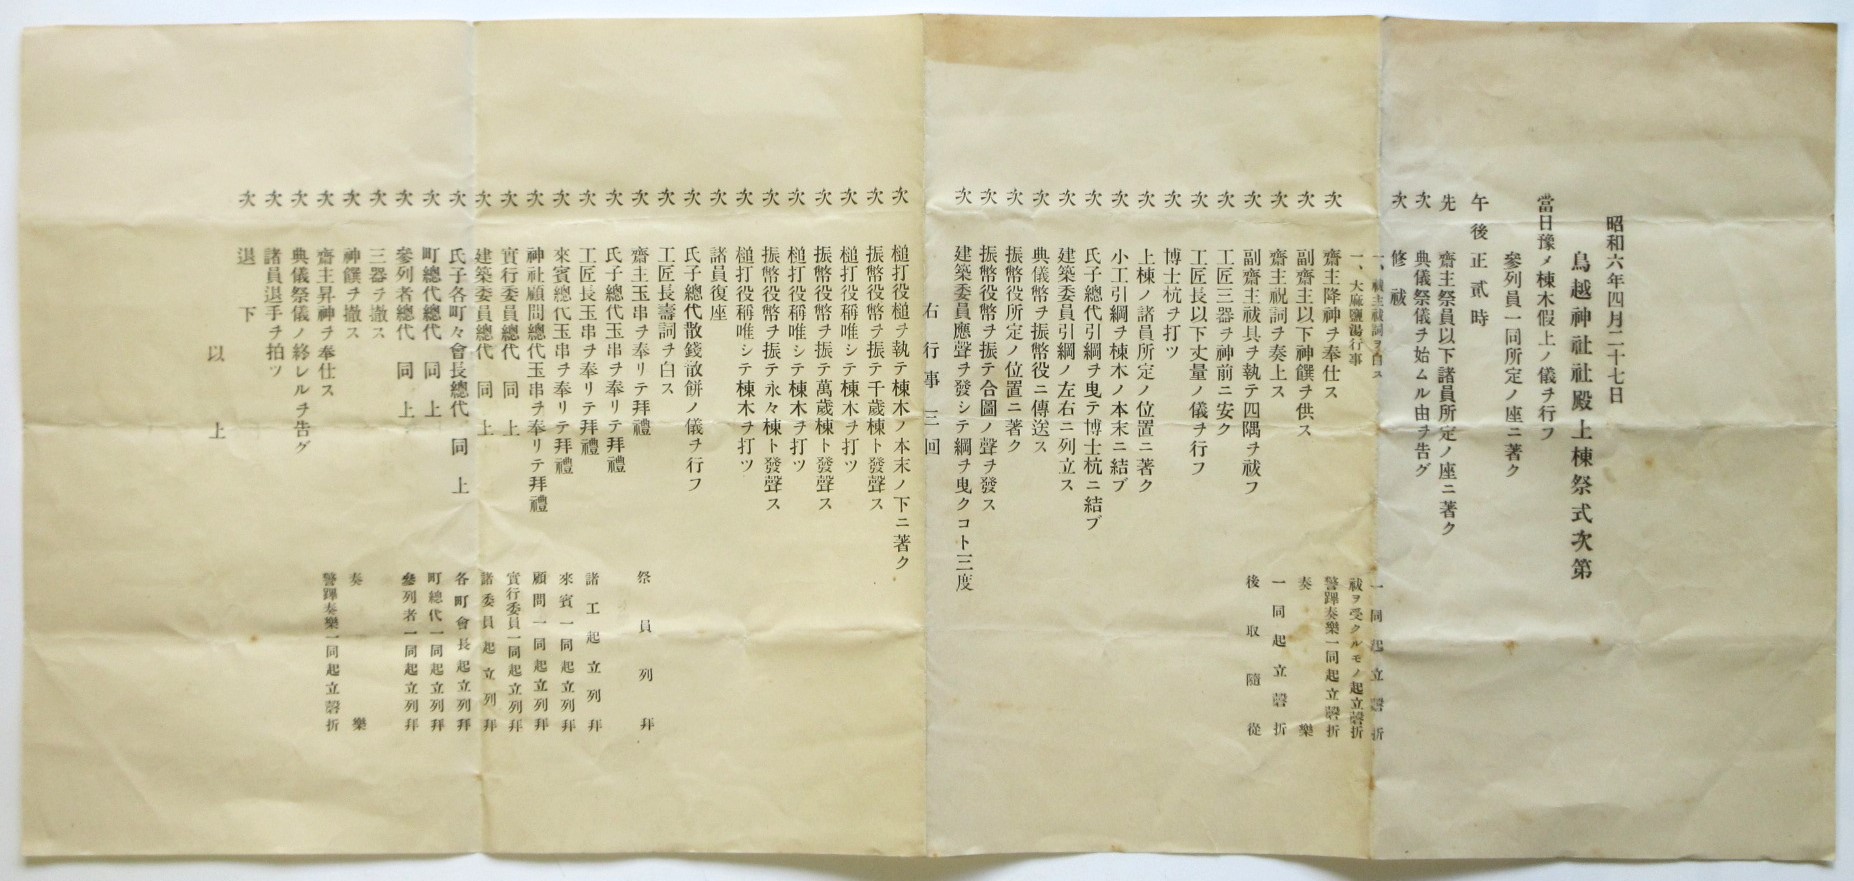 昭和六年四月二十七日
鳥越神社社殿上棟祭式次第
當日豫メ棟木假上ノ儀ヲ行フ
參列員一同所定ノ座ニ著ク
午後正貳時
先 齋主祭員以下諸員所定ノ座ニ著ク
次 典儀祭儀ヲ始ムル由ヲ告グ
次 修祓
一、祓主祓詞ヲ白ス 一同起立磬折
一、大麻鹽湯行事 祓ヲ受クルモノ起立磬折
次 齋主降神ヲ奉仕ス 警蹕奏樂一同起立磬折
次 副齋主以下神饌ヲ供ス 奏樂
次 齋主祝詞ヲ奏上ス 一同起立磬折
次 副齋主祓具ヲ執テ四隅ヲ祓フ 後取隨從
次 工匠三器ヲ神前ニ安ク
次 工匠長以下丈量ノ儀ヲ行フ
次 博士杭ヲ打ツ
次 上棟ノ諸員所定ノ位置ニ著ク
次 小工引綱ヲ棟木ノ本末ニ結ブ
次 氏子總代引綱ヲ曳テ博士杭ニ結ブ
次 建築委員引綱ノ左右ニ列立ス
次 典儀幣ヲ振幣役ニ傳送ス
次 振幣役所定ノ位置ニ著ク
次 振幣役幣ヲ振テ合圖ノ聲ヲ發ス
次 建築委員應聲ヲ發シテ綱ヲ曳クコト三度
右行事三回
次 槌打役槌ヲ執テ棟木ノ本末ノ下ニ著ク
次 振幣役幣ヲ振テ千歳棟ト發聲ス
次 槌打役稱唯シテ棟木ヲ打ツ
次 振幣役幣ヲ振テ萬歳棟ト發聲ス
次 槌打役稱唯シテ棟木ヲ打ツ
次 振幣役幣ヲ振テ永々棟ト發聲ス
次 槌打役稱唯シテ棟木ヲ打ツ
次 諸員復座
次 氏子總代散錢散餠ノ儀ヲ行フ
次 工匠長壽詞ヲ白ス
次 齋主玉串ヲ奉リテ拜禮 祭員列拜
次 氏子總代玉串ヲ奉リテ拜禮
次 工匠長玉串ヲ奉リテ拜禮 諸工起立列拜
次 來賓總代玉串ヲ奉リテ拜禮 來賓一同起立列拜
次 神社顧問總代玉串ヲ奉リテ拜禮 顧問一同起立列拜
次 實行委員總代 同上 實行委員一同起立列拜
次 建築委員總代 同上 諸委員起立列拜
次 氏子各町々會長總代 同上 各町會長起立列拜
次 町總代總代 同上 町總代一同起立列拜
次 參列者總代 同上 參列者一同起立列拜
次 三器ヲ撤ス
次 神饌ヲ撤ス 奏樂
次 齋主昇神ヲ奉仕ス 警蹕奏樂一同起立磬折
次 典儀祭儀ノ終レルヲ告グ
次 諸員退手ヲ拍ツ
次 退下
以上